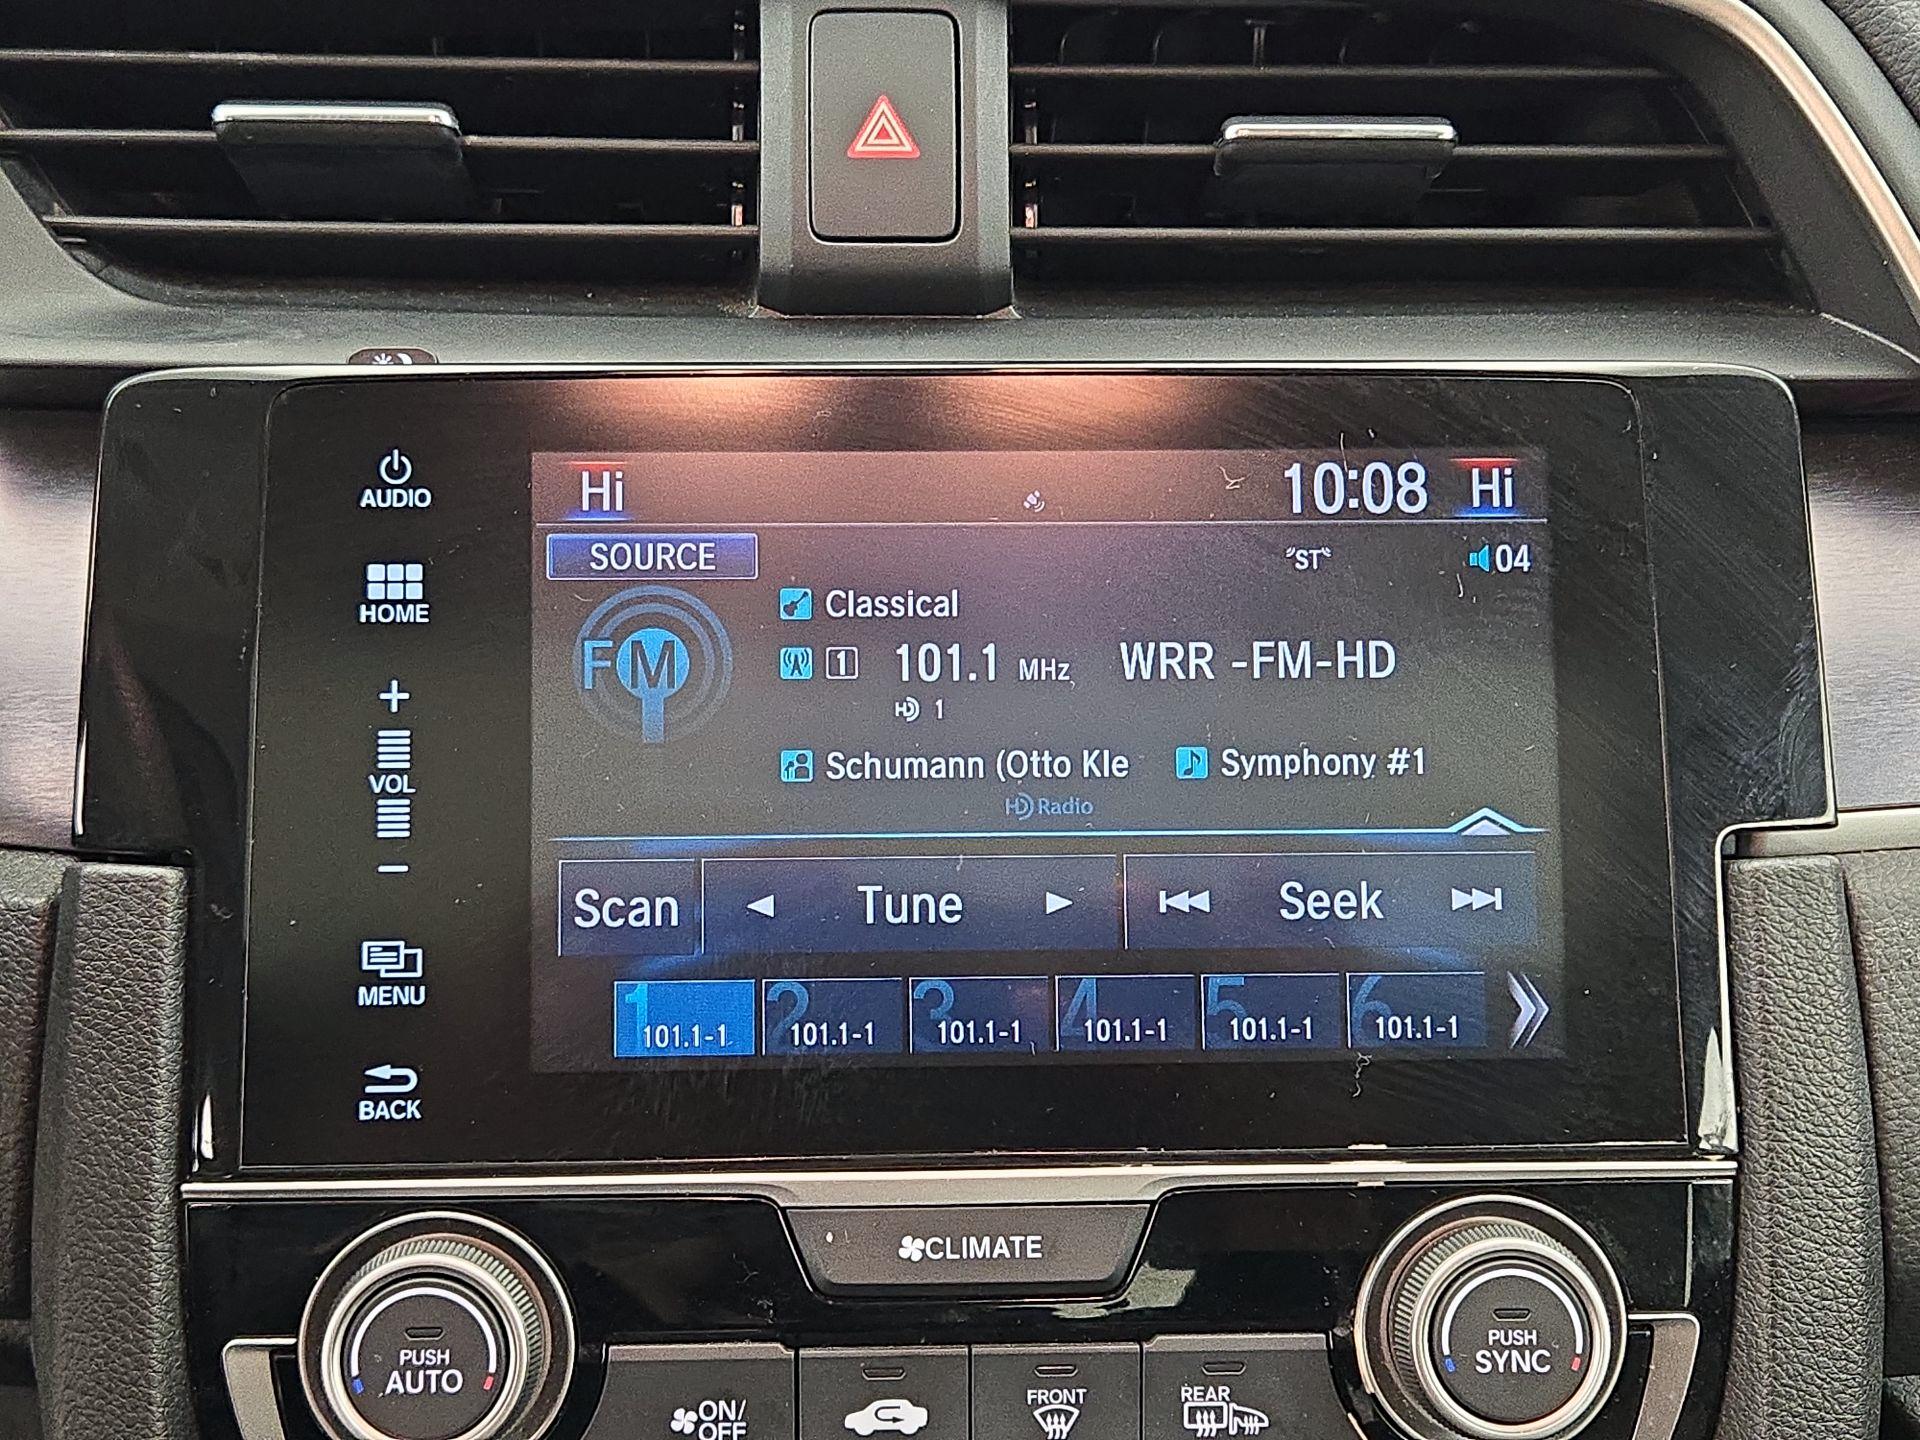 AUDIO
HOME
+
VOL
−
MENU
BACK
Hi 10:08 Hi
SOURCE "ST" 04
FM
Classical
1 101.1 MHz WRR -FM-HD
HD 1
Schumann (Otto Kle Symphony #1
HD Radio
Scan Tune Seek
1 2 3 4 5 6
101.1-1 101.1-1 101.1-1 101.1-1 101.1-1 101.1-1
CLIMATE
PUSH
AUTO
PUSH
SYNC
ON/
OFF
FRONT
REAR